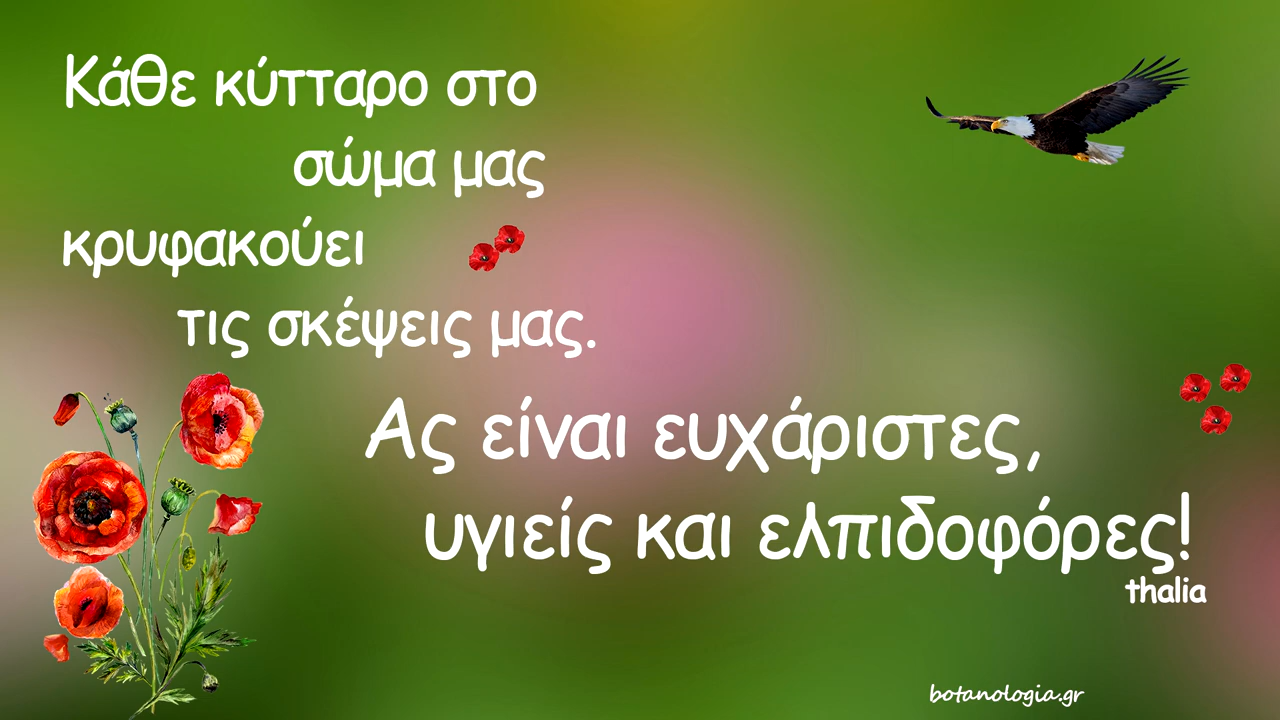 Κάθε κύτταρο στο
σώμα μας
κρυφακούει
τις σκέψεις μας.
Ας είναι ευχάριστες,
υγιείς και ελπιδοφόρες!
thalia
botanologia.gr